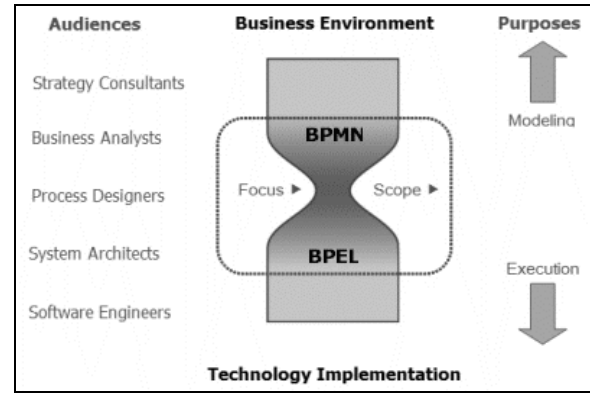 Audiences
Business Environment
Purposes
Strategy Consultants
Modeling
Business Analysts
BPMN
Process Designers
Focus
Scope
System Architects
BPEL
Execution
Software Engineers
Technology Implementation